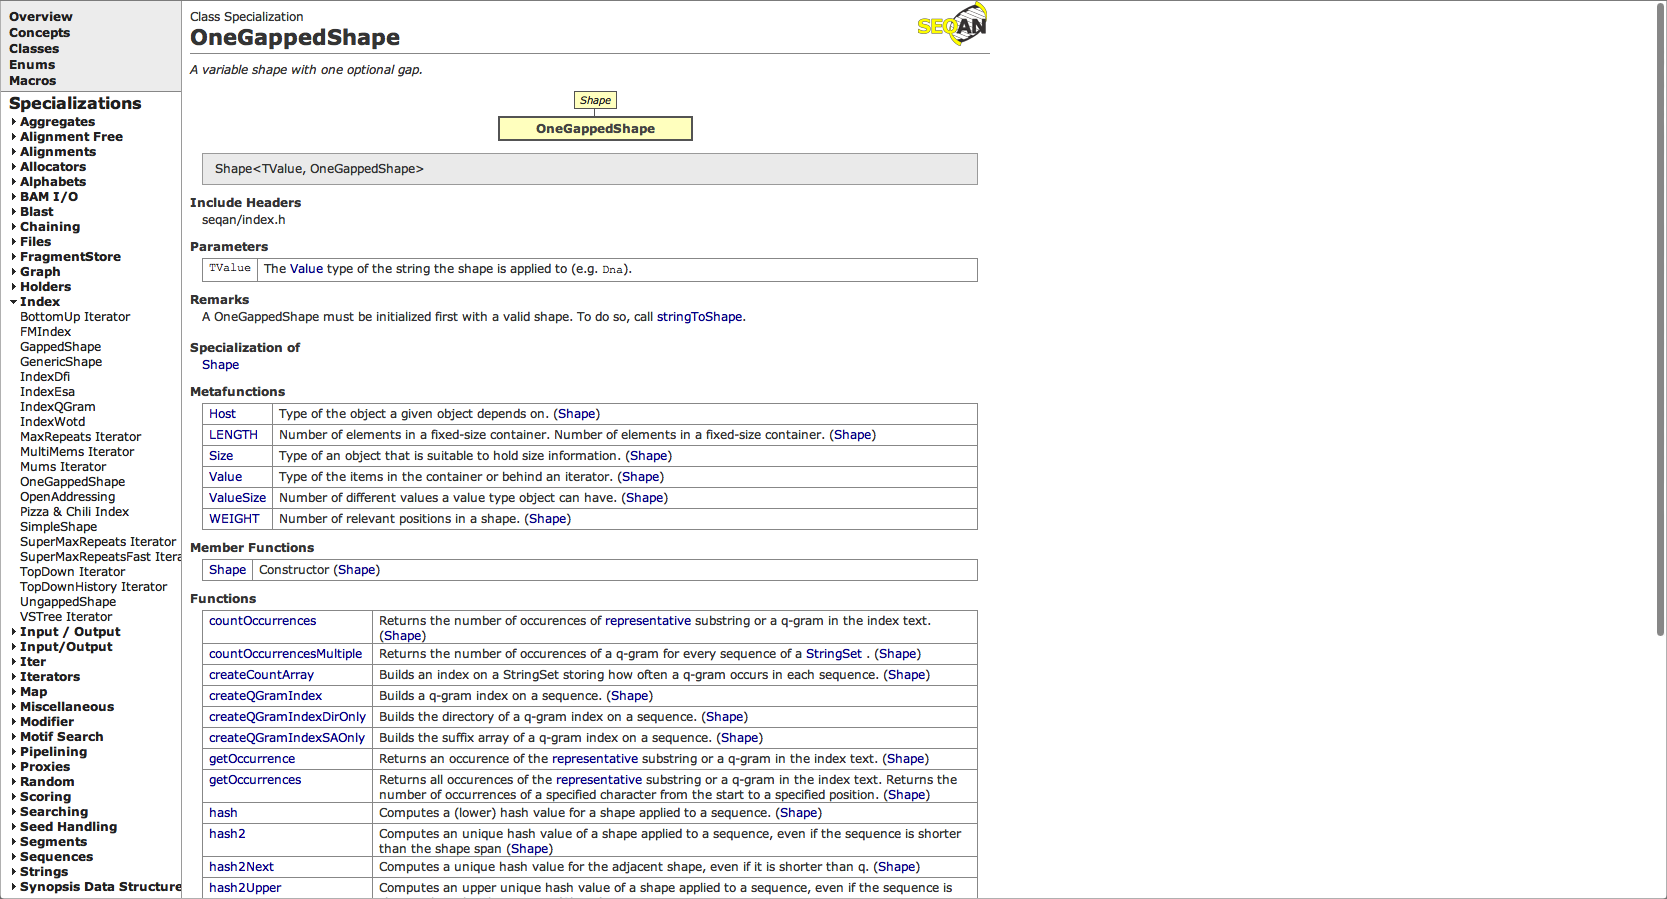 Overview
Concepts
Classes
Enums
Macros
Specializations
Aggregates
Alignment Free
Alignments
Allocators
Alphabets
BAM I/O
Blast
Chaining
Files
FragmentStore
Graph
Holders
Index
BottomUp Iterator
FMIndex
GappedShape
GenericShape
IndexDfi
IndexEsa
IndexQGram
IndexWotd
MaxRepeats Iterator
MultiMems Iterator
Mums Iterator
OneGappedShape
OpenAddressing
Pizza & Chili Index
SimpleShape
SuperMaxRepeats Iterator
SuperMaxRepeatsFast Itera
TopDown Iterator
TopDownHistory Iterator
UngappedShape
VSTree Iterator
Input / Output
Input/Output
Iter
Iterators
Map
Miscellaneous
Modifier
Motif Search
Pipelining
Proxies
Random
Scoring
Searching
Seed Handling
Segments
Sequences
Strings
Synopsis Data Structure
Class Specialization
OneGappedShape
SEQAN
A variable shape with one optional gap.
Shape
OneGappedShape
Shape<TValue, OneGappedShape>
Include Headers
seqan/index.h
Parameters
TValue The Value type of the string the shape is applied to (e.g. Dna).
Remarks
A OneGappedShape must be initialized first with a valid shape. To do so, call stringToShape.
Specialization of
Shape
Metafunctions
Host Type of the object a given object depends on. (Shape)
LENGTH Number of elements in a fixed-size container. Number of elements in a fixed-size container. (Shape)
Size Type of an object that is suitable to hold size information. (Shape)
Value Type of the items in the container or behind an iterator. (Shape)
ValueSize Number of different values a value type object can have. (Shape)
WEIGHT Number of relevant positions in a shape. (Shape)
Member Functions
Shape Constructor (Shape)
Functions
countOccurrences Returns the number of occurences of representative substring or a q-gram in the index text.
(Shape)
countOccurrencesMultiple Returns the number of occurences of a q-gram for every sequence of a StringSet . (Shape)
createCountArray Builds an index on a StringSet storing how often a q-gram occurs in each sequence. (Shape)
createQGramIndex Builds a q-gram index on a sequence. (Shape)
createQGramIndexDirOnly Builds the directory of a q-gram index on a sequence. (Shape)
createQGramIndexSAOnly Builds the suffix array of a q-gram index on a sequence. (Shape)
getOccurrence Returns an occurence of the representative substring or a q-gram in the index text. (Shape)
getOccurrences Returns all occurences of the representative substring or a q-gram in the index text. Returns the
number of occurences of a specified character from the start to a specified position. (Shape)
hash Computes a (lower) hash value for a shape applied to a sequence. (Shape)
hash2 Computes an unique hash value of a shape applied to a sequence, even if the sequence is shorter
than the shape span (Shape)
hash2Next Computes a unique hash value for the adjacent shape, even if it is shorter than q. (Shape)
hash2Upper Computes an upper unique hash value of a shape applied to a sequence, even if the sequence is